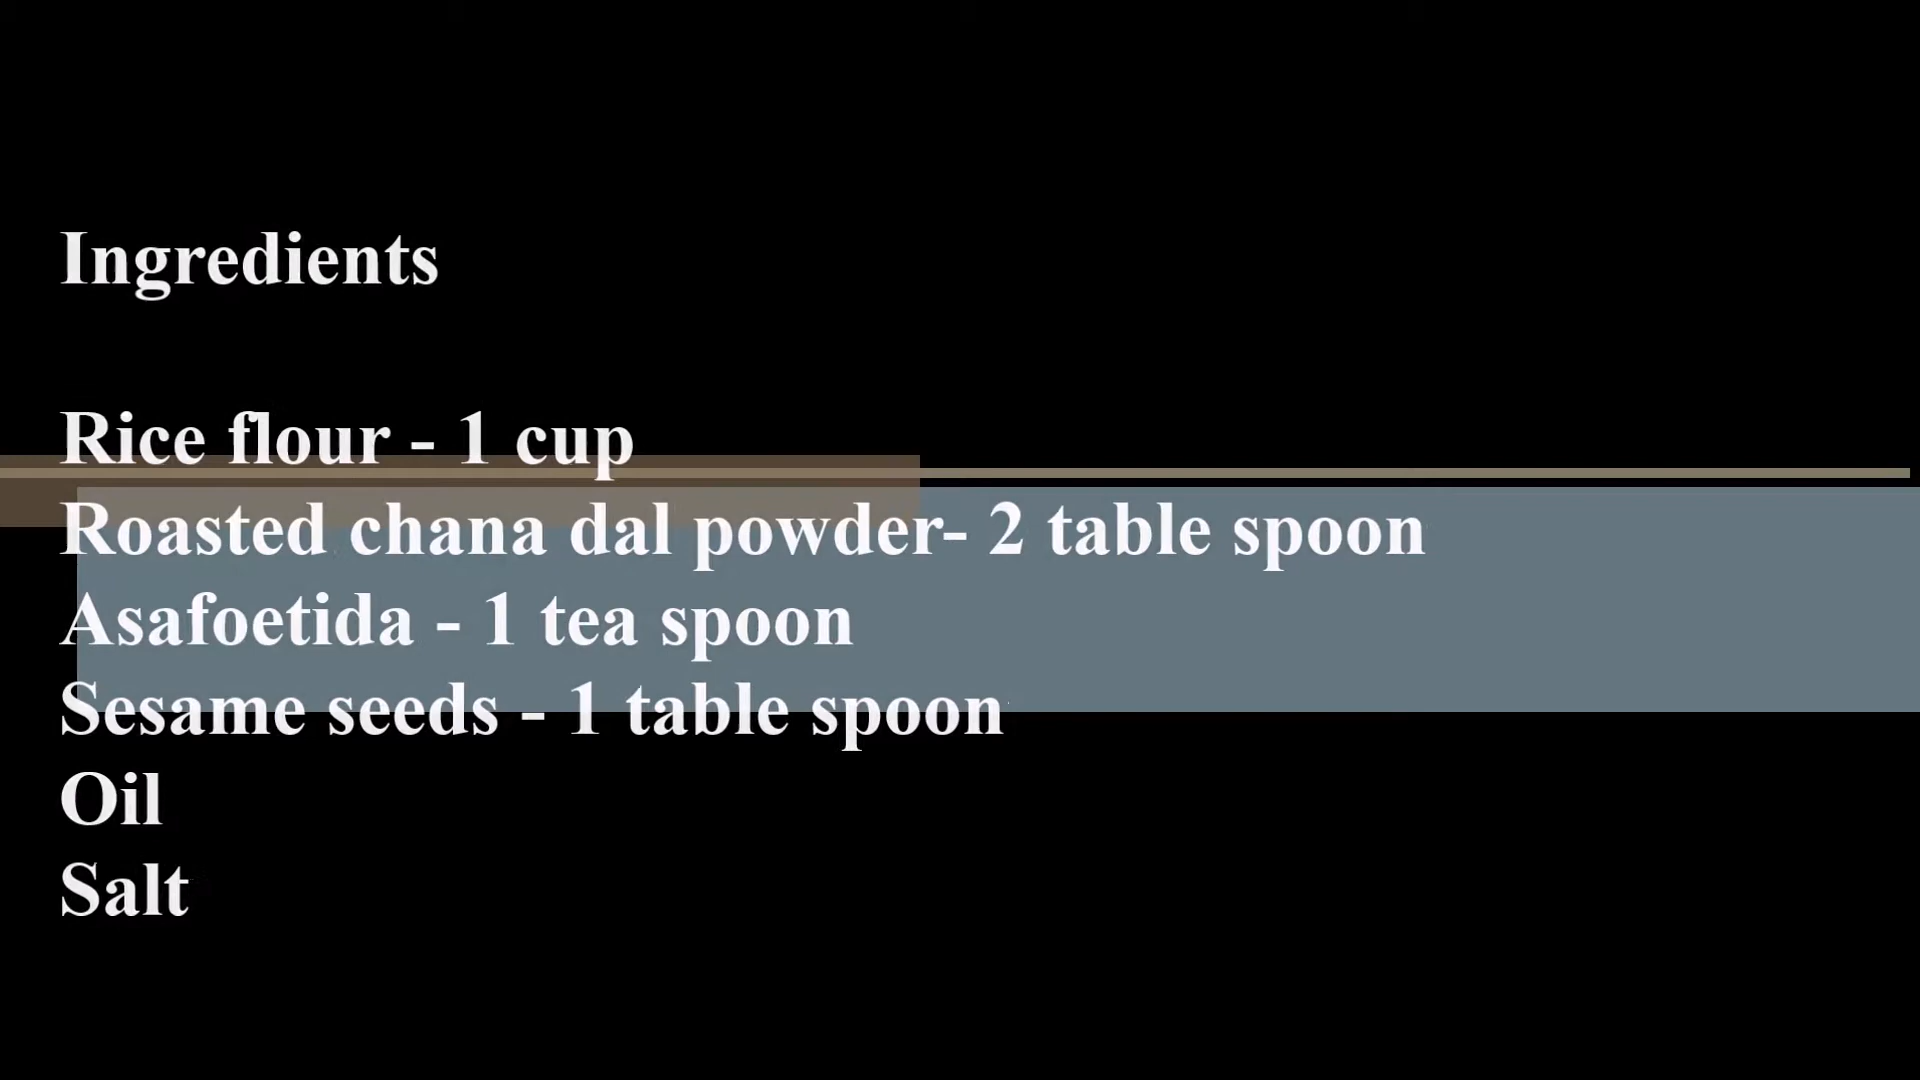 Ingredients
Rice flour - 1 cup
Roasted chana dal powder- 2 table spoon
Asafoetida - 1 tea spoon
Sesame seeds - 1 table spoon
Oil
Salt